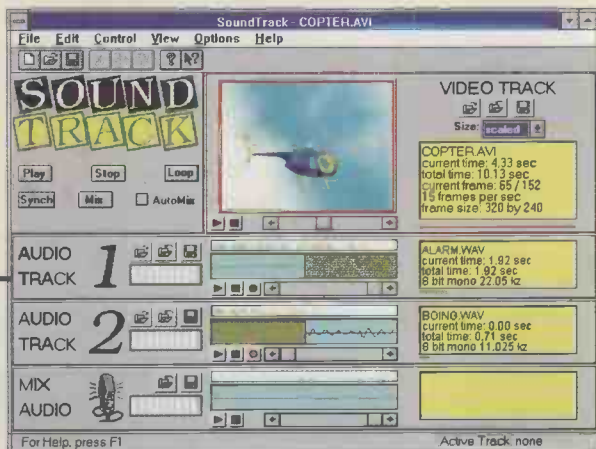 SoundTrack - COPTER.AVI
File Edit Control View Options Help
SOUND
TRACK
Play Stop Loop
Synch Mix AutoMix
VIDEO TRACK
Size: scaled
COPTER.AVI
current time: 4.33 sec
total time: 10.13 sec
current frame: 65 / 152
15 frames per sec
frame size: 320 by 240
AUDIO
TRACK
1
ALARM.WAV
current time: 1.92 sec
total time: 1.92 sec
8 bit mono 22.05 kz
AUDIO
TRACK
2
BOING.WAV
current time: 0.00 sec
total time: 0.71 sec
8 bit mono 11.025 kz
MIX
AUDIO
For Help, press F1
Active Track: none